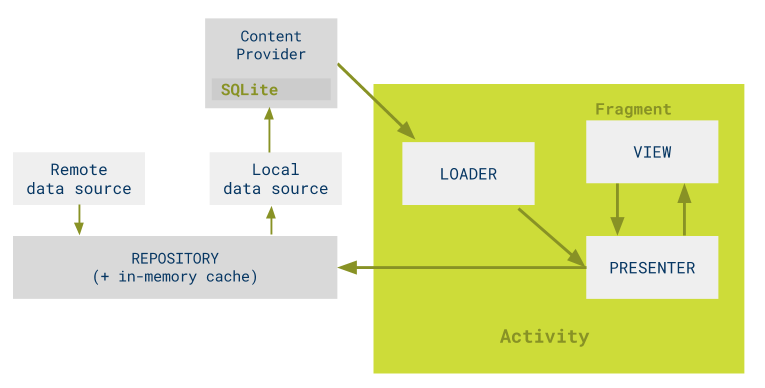 Content
Provider
SQLite
Fragment
VIEW
LOADER
Remote
data source
Local
data source
REPOSITORY
(+ in-memory cache)
PRESENTER
Activity